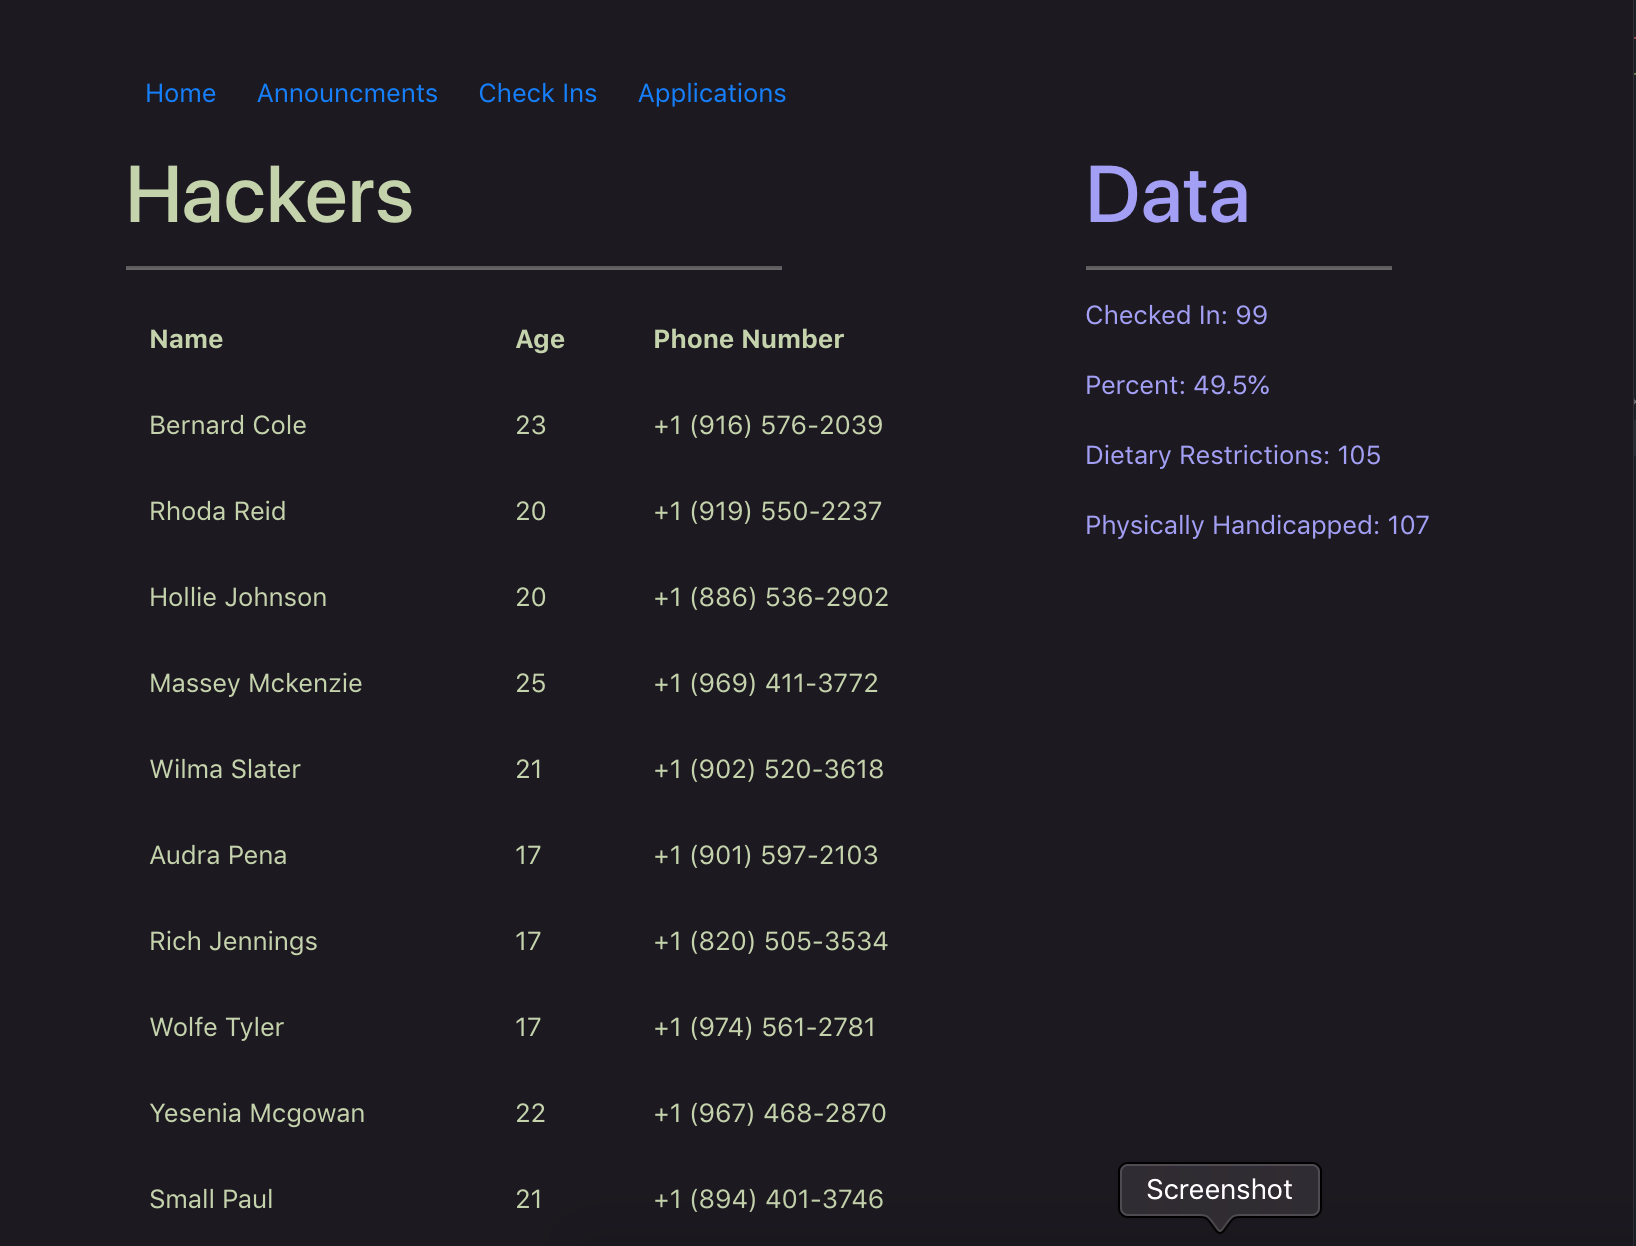 Home Announcments Check Ins Applications
Hackers
Name Age Phone Number
Bernard Cole 23 +1 (916) 576-2039
Rhoda Reid 20 +1 (919) 550-2237
Hollie Johnson 20 +1 (886) 536-2902
Massey Mckenzie 25 +1 (969) 411-3772
Wilma Slater 21 +1 (902) 520-3618
Audra Pena 17 +1 (901) 597-2103
Rich Jennings 17 +1 (820) 505-3534
Wolfe Tyler 17 +1 (974) 561-2781
Yesenia Mcgowan 22 +1 (967) 468-2870
Small Paul 21 +1 (894) 401-3746
Data
Checked In: 99
Percent: 49.5%
Dietary Restrictions: 105
Physically Handicapped: 107
Screenshot